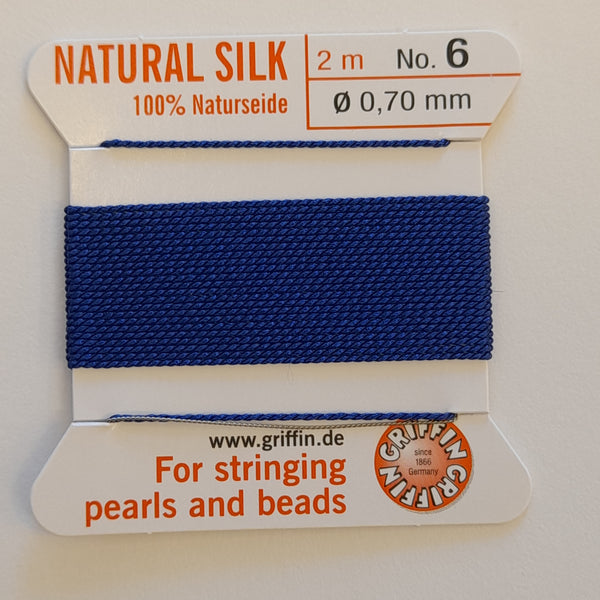 NATURAL SILK
100% Naturseide
2 m No. 6
Ø 0,70 mm
www.griffin.de
For stringing
pearls and beads
GRIFFIN GRIFFIN
since
1866
Germany